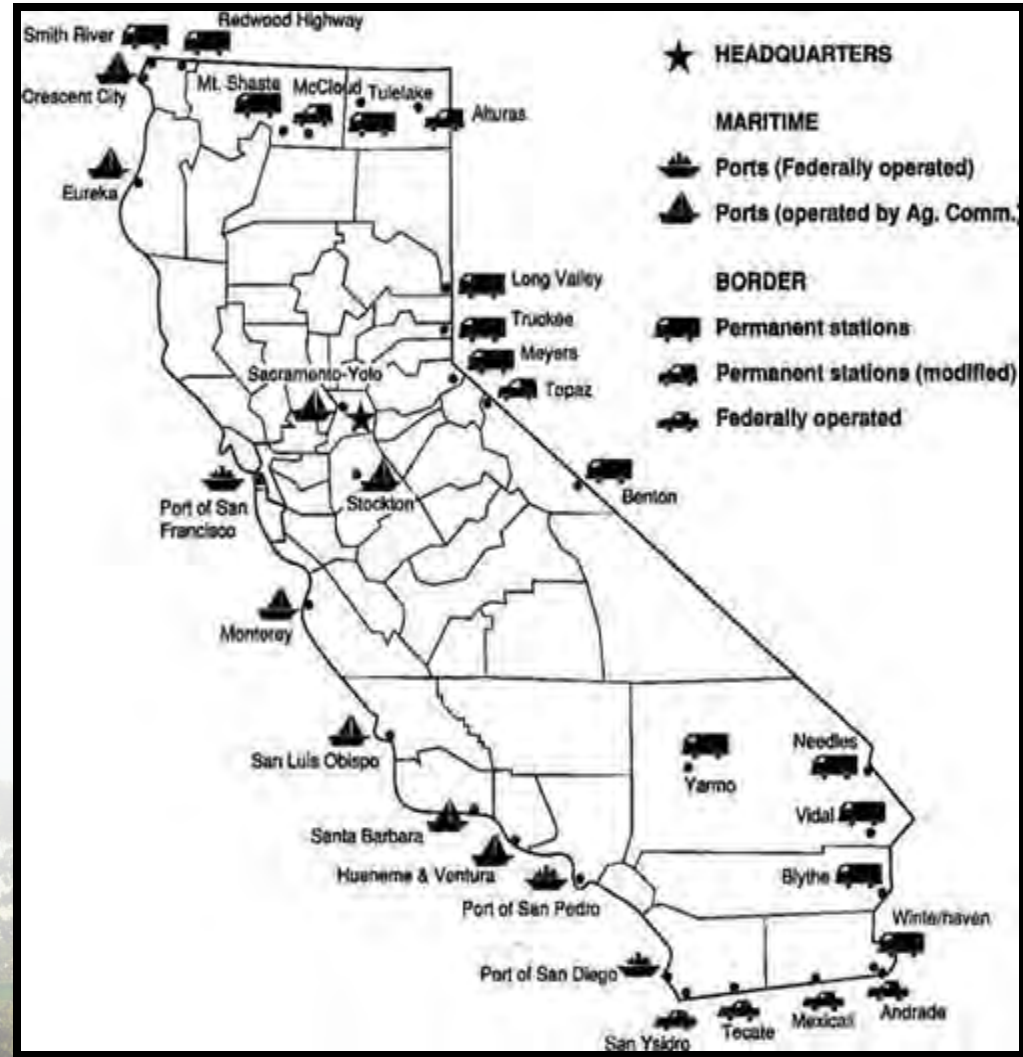 Redwood Highway
Smith River
Crescent City
Mt. Shasta
McCloud
Tulelake
Alturas
Eureka
Long Valley
Truckee
Meyers
Sacramento-Yolo
Topaz
Port of San
Francisco
Stockton
Benton
Monterey
San Luis Obispo
Needles
Yarmo
Vidal
Santa Barbara
Hueneme & Ventura
Blythe
Port of San Pedro
Winterhaven
Port of San Diego
Andrade
Mexicali
Tecate
San Ysidro
HEADQUARTERS
MARITIME
Ports (Federally operated)
Ports (operated by Ag. Comm.)
BORDER
Permanent stations
Permanent stations (modified)
Federally operated